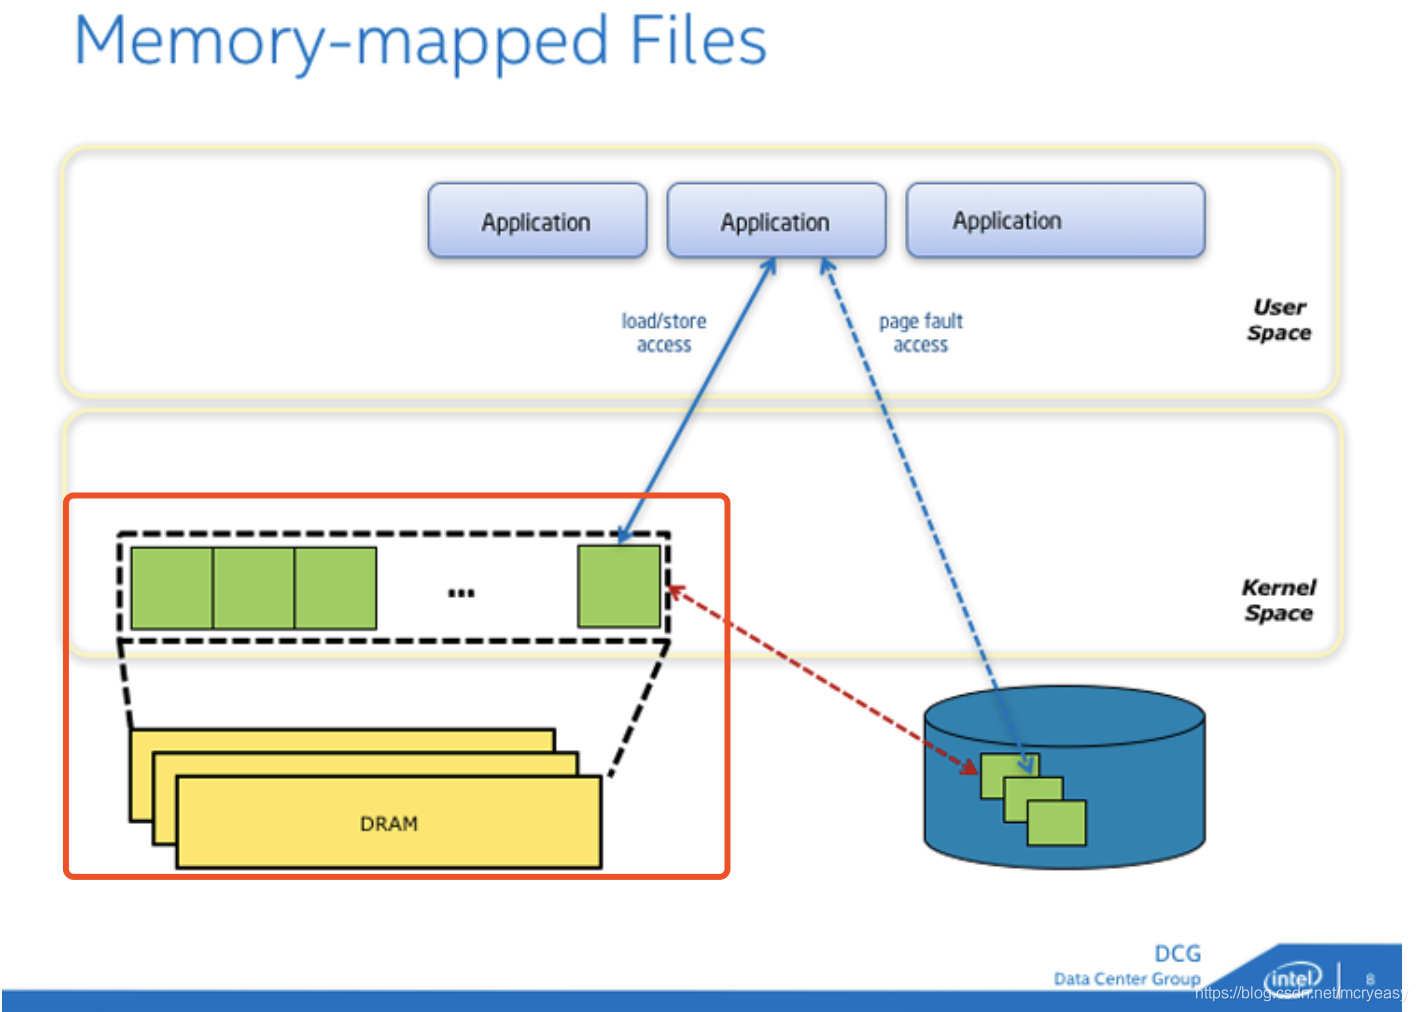 Memory-mapped Files
Application
Application
Application
load/store
access
page fault
access
User
Space
...
Kernel
Space
DRAM
DCG
Data Center Group
intel
8
https://blog.csdn.net/mcryeasy